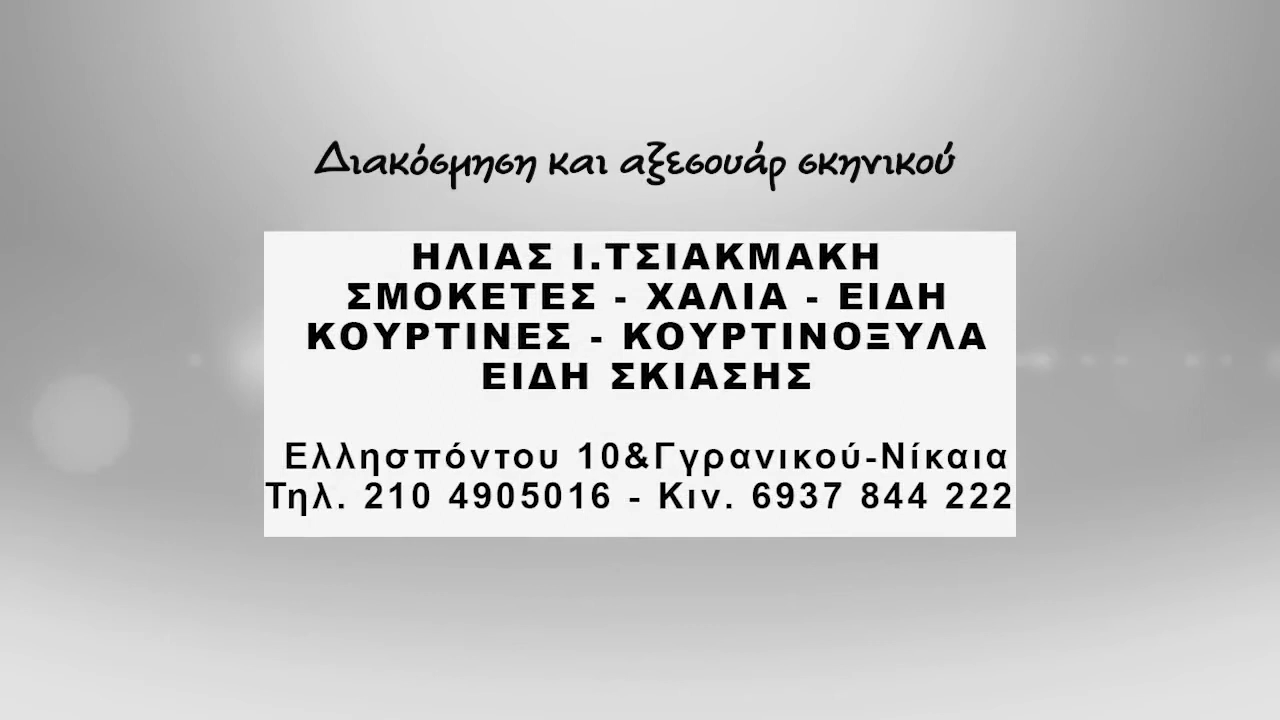 Διακόσμηση και αξεσουάρ σκηνικού
ΗΛΙΑΣ Ι.ΤΣΙΑΚΜΑΚΗ
ΣΜΟΚΕΤΕΣ - ΧΑΛΙΑ - ΕΙΔΗ
ΚΟΥΡΤΙΝΕΣ - ΚΟΥΡΤΙΝΟΞΥΛΑ
ΕΙΔΗ ΣΚΙΑΣΗΣ
Ελλησπόντου 10&Γγρανικού-Νίκαια
Τηλ. 210 4905016 - Κιν. 6937 844 222